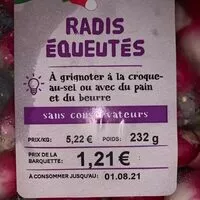 RADIS
ÉQUEUTÉS
À grignoter à la croque-
au-sel ou avec du pain
et du beurre
sans conservateurs
PRIX/KG: 5,22 € POIDS: 232 g
PRIX DE LA
BARQUETTE: 1,21 €
À CONSOMMER JUSQU'AU: 01.08.21